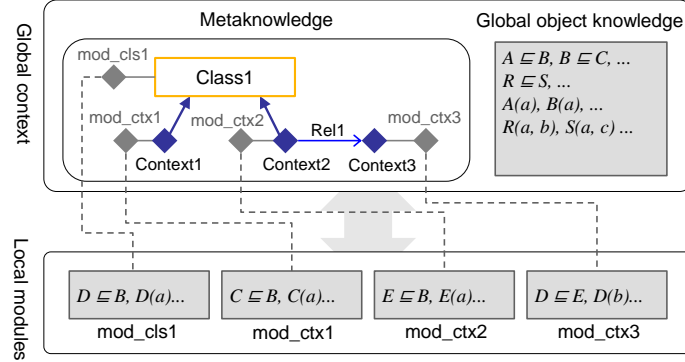 Metaknowledge
Global object knowledge
Global context
mod_cls1
Class1
A ⊑ B, B ⊑ C, ...
R ⊑ S, ...
A(a), B(a), ...
R(a, b), S(a, c) ...
mod_ctx1
mod_ctx2
Rel1
mod_ctx3
Context1
Context2
Context3
Local modules
D ⊑ B, D(a)...
C ⊑ B, C(a)...
E ⊑ B, E(a)...
D ⊑ E, D(b)...
mod_cls1
mod_ctx1
mod_ctx2
mod_ctx3